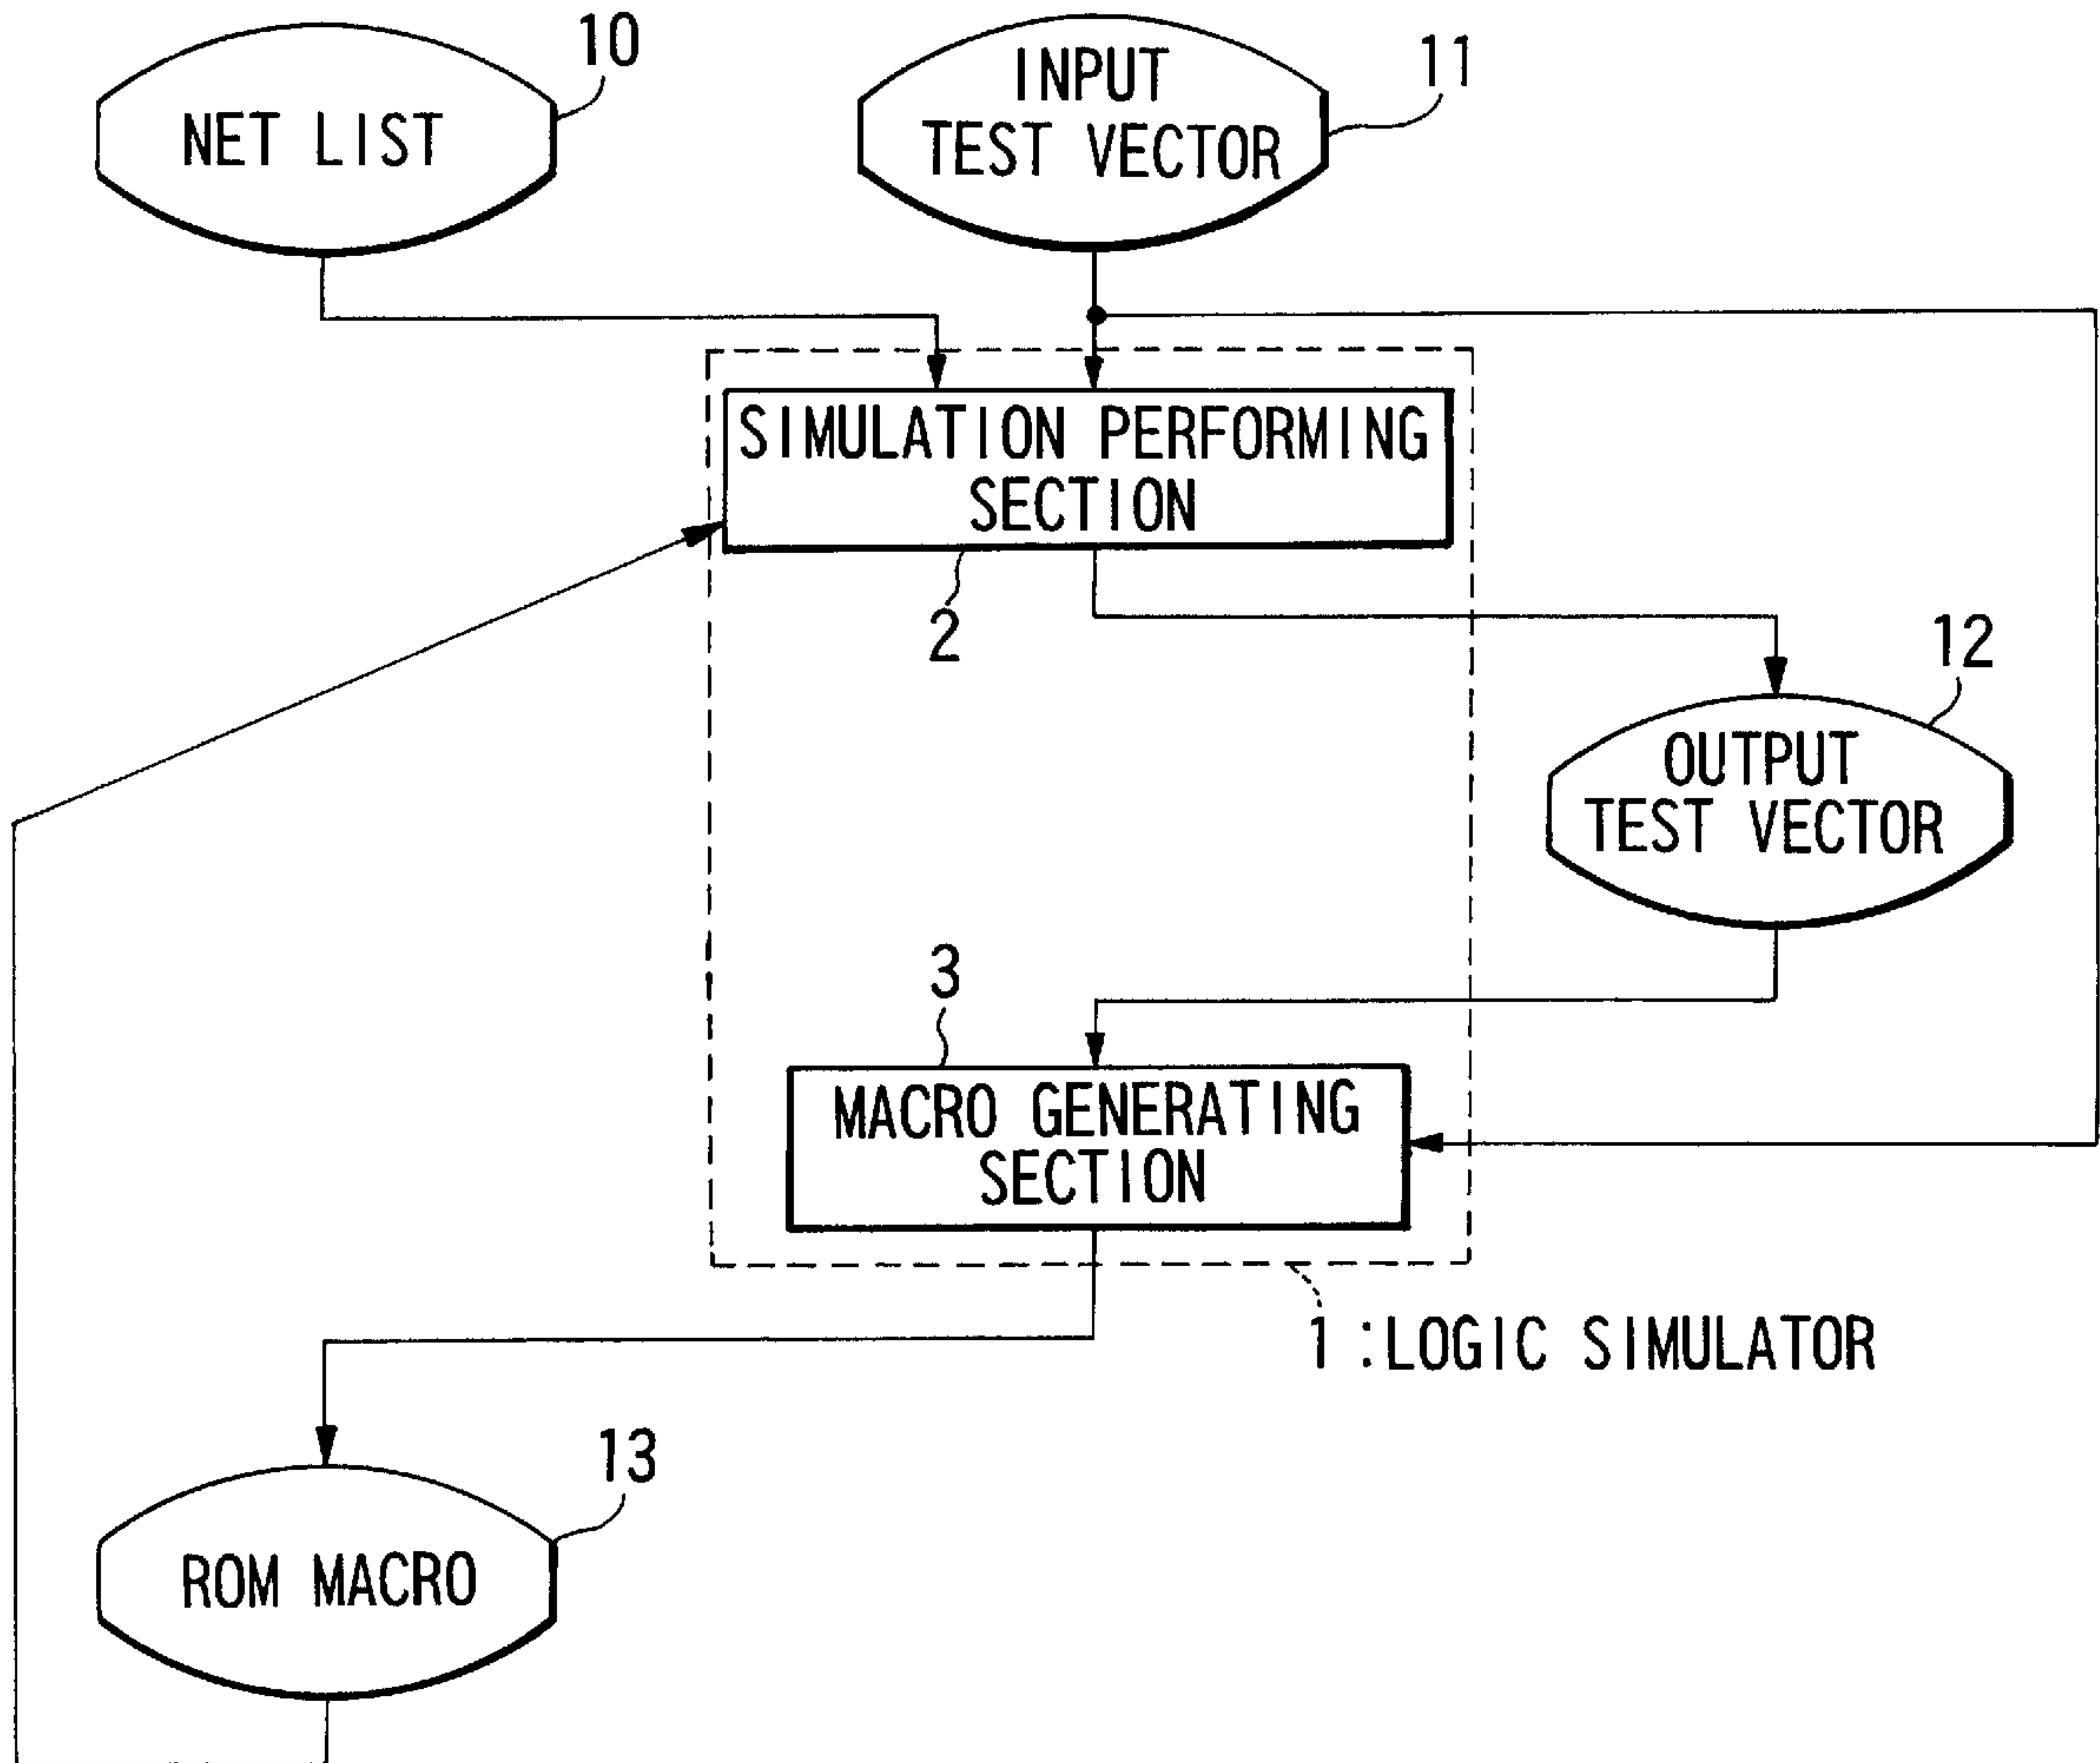 10
NET LIST
INPUT
TEST VECTOR
11
SIMULATION PERFORMING
SECTION
2
12
OUTPUT
TEST VECTOR
3
MACRO GENERATING
SECTION
1 :LOGIC SIMULATOR
13
ROM MACRO